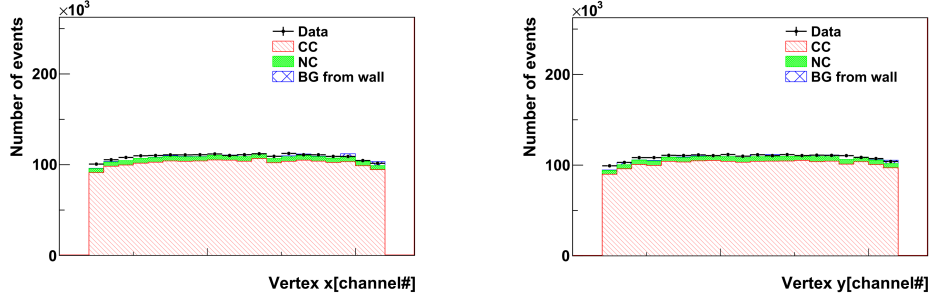 ×10³
Number of events
200
100
0
Data
CC
NC
BG from wall
Vertex x[channel#]
×10³
Number of events
200
100
0
Data
CC
NC
BG from wall
Vertex y[channel#]